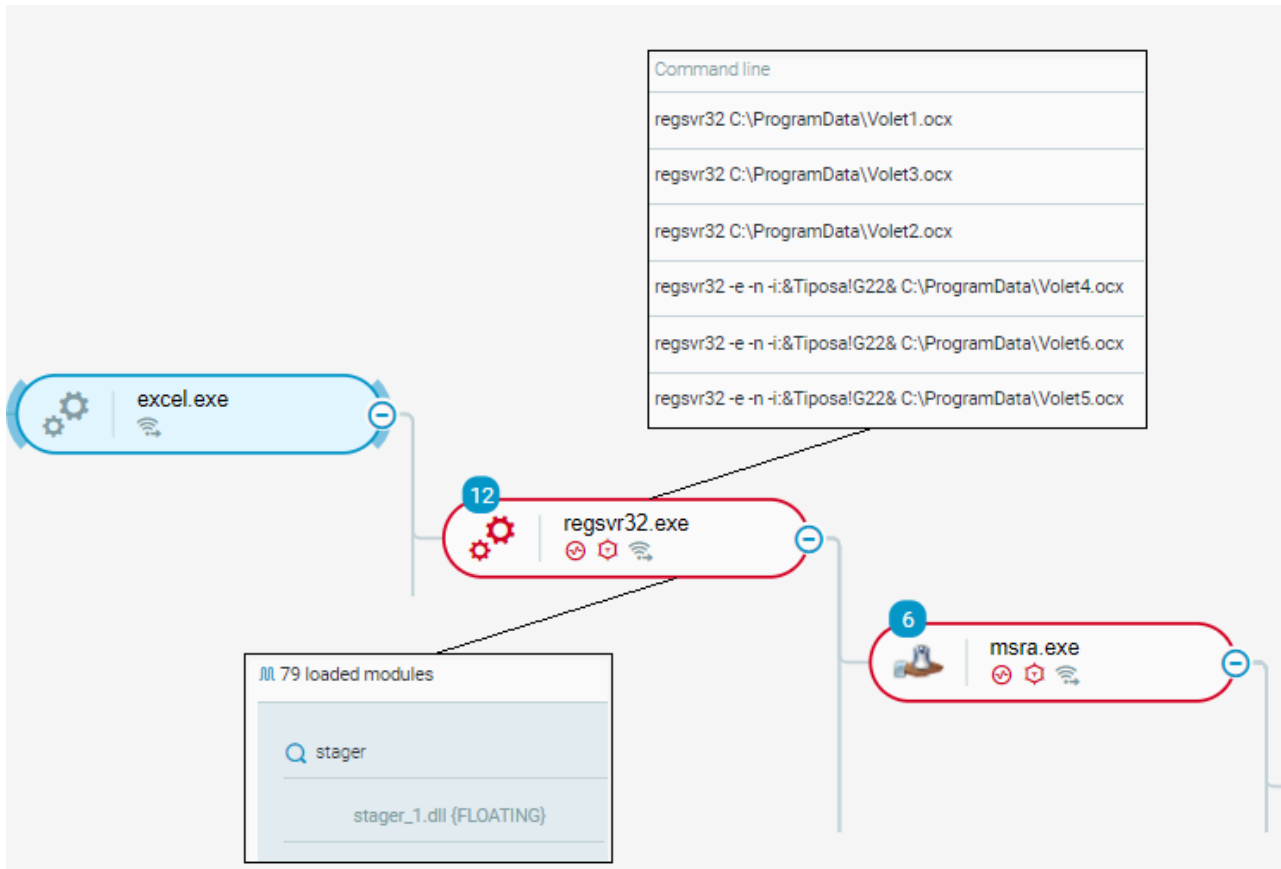 Command line
regsvr32 C:\ProgramData\Volet1.ocx
regsvr32 C:\ProgramData\Volet3.ocx
regsvr32 C:\ProgramData\Volet2.ocx
regsvr32 -e -n -i:&Tiposa!G22& C:\ProgramData\Volet4.ocx
regsvr32 -e -n -i:&Tiposa!G22& C:\ProgramData\Volet6.ocx
regsvr32 -e -n -i:&Tiposa!G22& C:\ProgramData\Volet5.ocx
excel.exe
12
regsvr32.exe
6
msra.exe
79 loaded modules
stager
stager_1.dll {FLOATING}